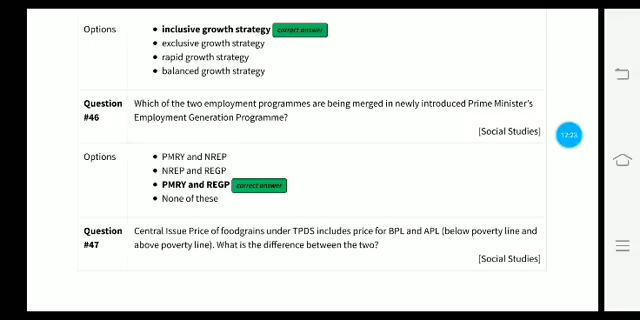 Options
• inclusive growth strategy correct answer
• exclusive growth strategy
• rapid growth strategy
• balanced growth strategy
Question #46
Which of the two employment programmes are being merged in newly introduced Prime Minister's
Employment Generation Programme?
[Social Studies]
Options
• PMRY and NREP
• NREP and REGP
• PMRY and REGP correct answer
• None of these
Question #47
Central Issue Price of foodgrains under TPDS includes price for BPL and APL (below poverty line and
above poverty line). What is the difference between the two?
[Social Studies]